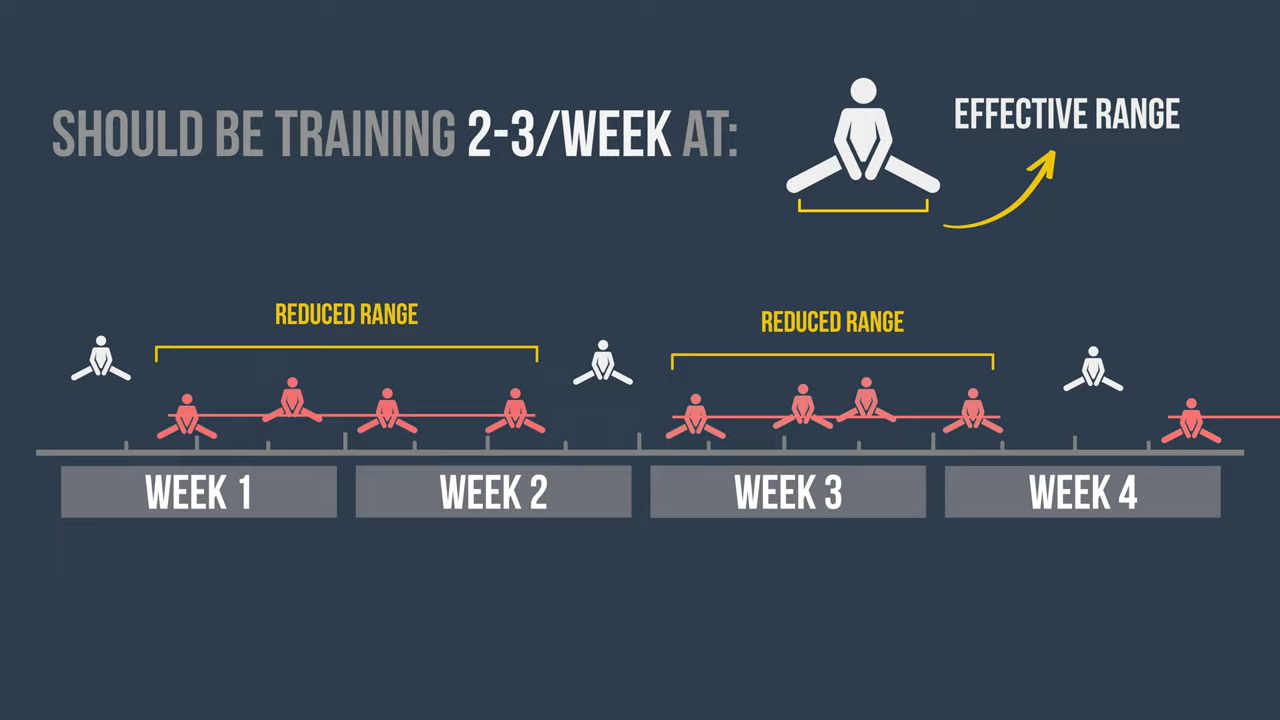 SHOULD BE TRAINING 2-3/WEEK AT:
EFFECTIVE RANGE
REDUCED RANGE
REDUCED RANGE
WEEK 1
WEEK 2
WEEK 3
WEEK 4